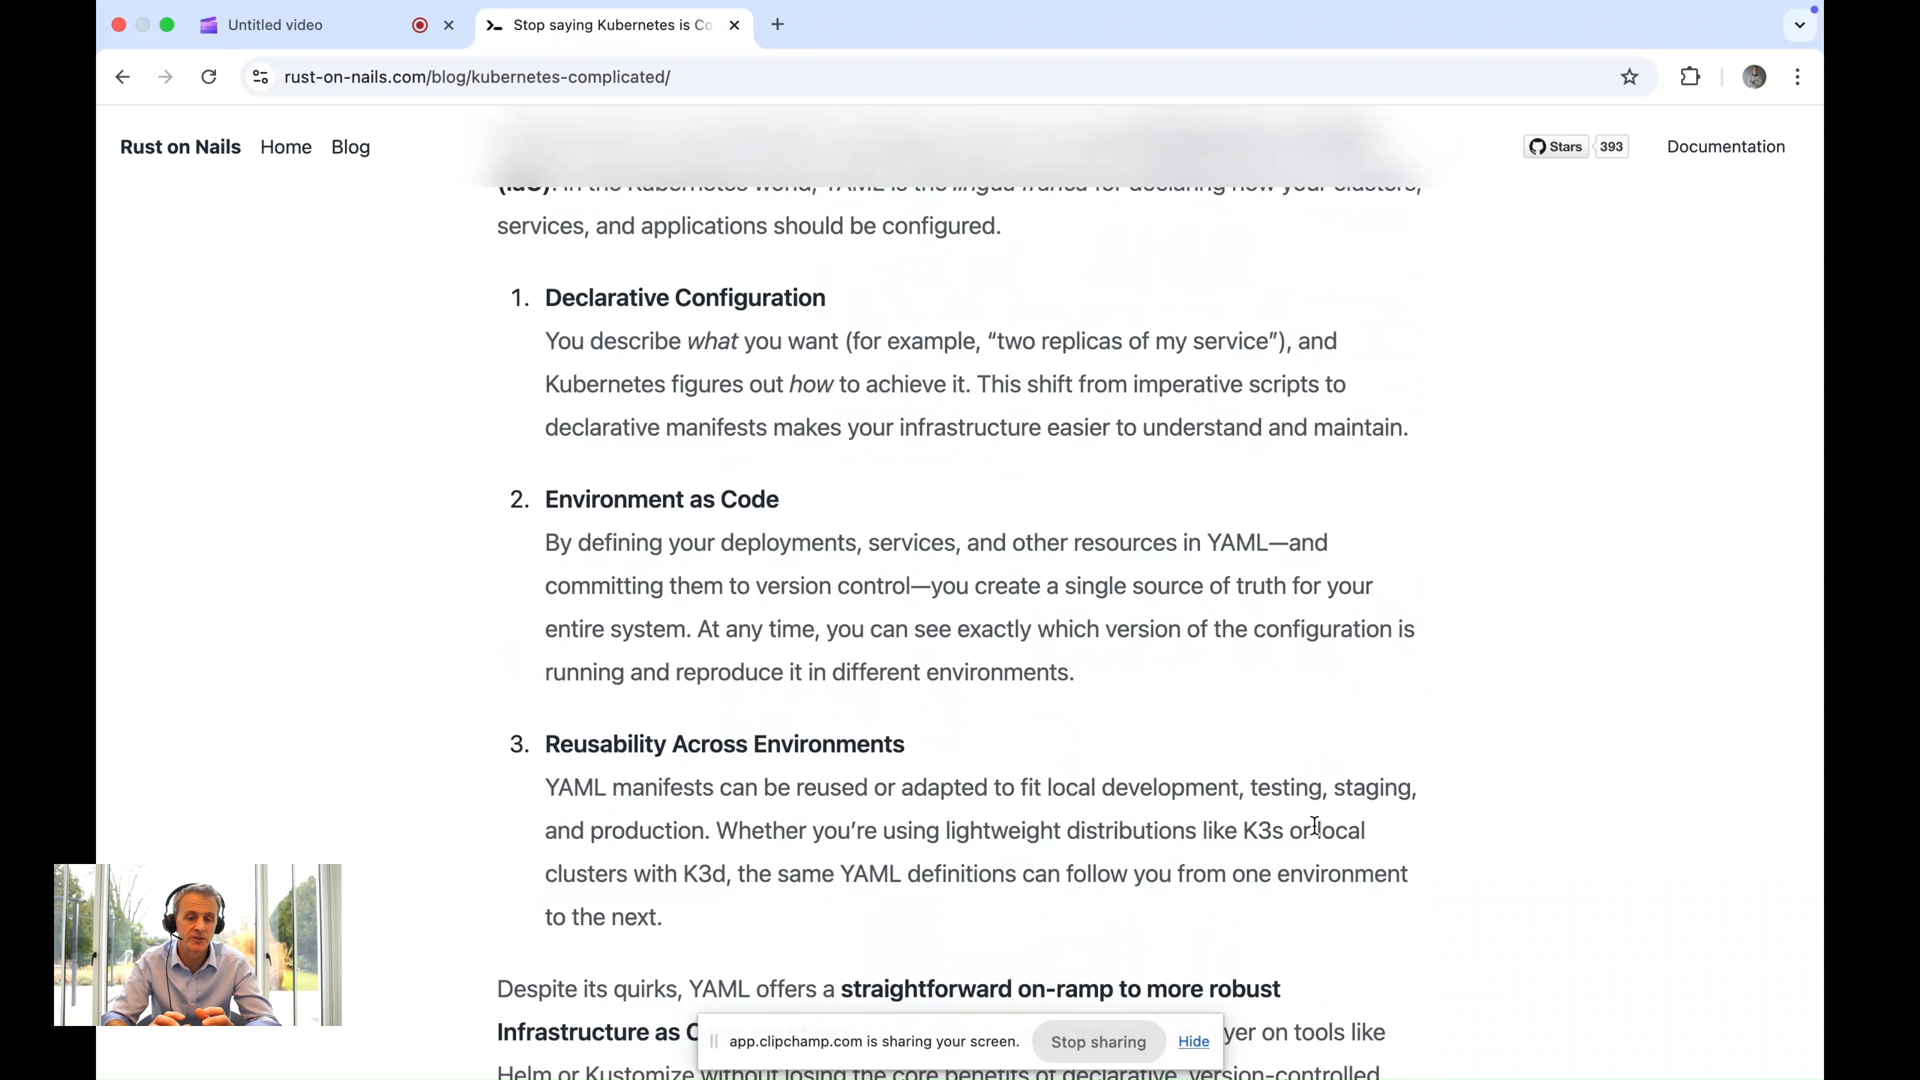 Untitled video
Stop saying Kubernetes is Co
rust-on-nails.com/blog/kubernetes-complicated/
Rust on Nails Home Blog
Stars 393 Documentation
(IaC). In the Kubernetes world, YAML is the lingua franca for declaring how your clusters,
services, and applications should be configured.
1. Declarative Configuration
You describe what you want (for example, “two replicas of my service”), and
Kubernetes figures out how to achieve it. This shift from imperative scripts to
declarative manifests makes your infrastructure easier to understand and maintain.
2. Environment as Code
By defining your deployments, services, and other resources in YAML—and
committing them to version control—you create a single source of truth for your
entire system. At any time, you can see exactly which version of the configuration is
running and reproduce it in different environments.
3. Reusability Across Environments
YAML manifests can be reused or adapted to fit local development, testing, staging,
and production. Whether you’re using lightweight distributions like K3s or local
clusters with K3d, the same YAML definitions can follow you from one environment
to the next.
Despite its quirks, YAML offers a straightforward on-ramp to more robust
Infrastructure as C yer on tools like
app.clipchamp.com is sharing your screen. Stop sharing Hide
Helm or Kustomize without losing the core benefits of declarative, version-controlled